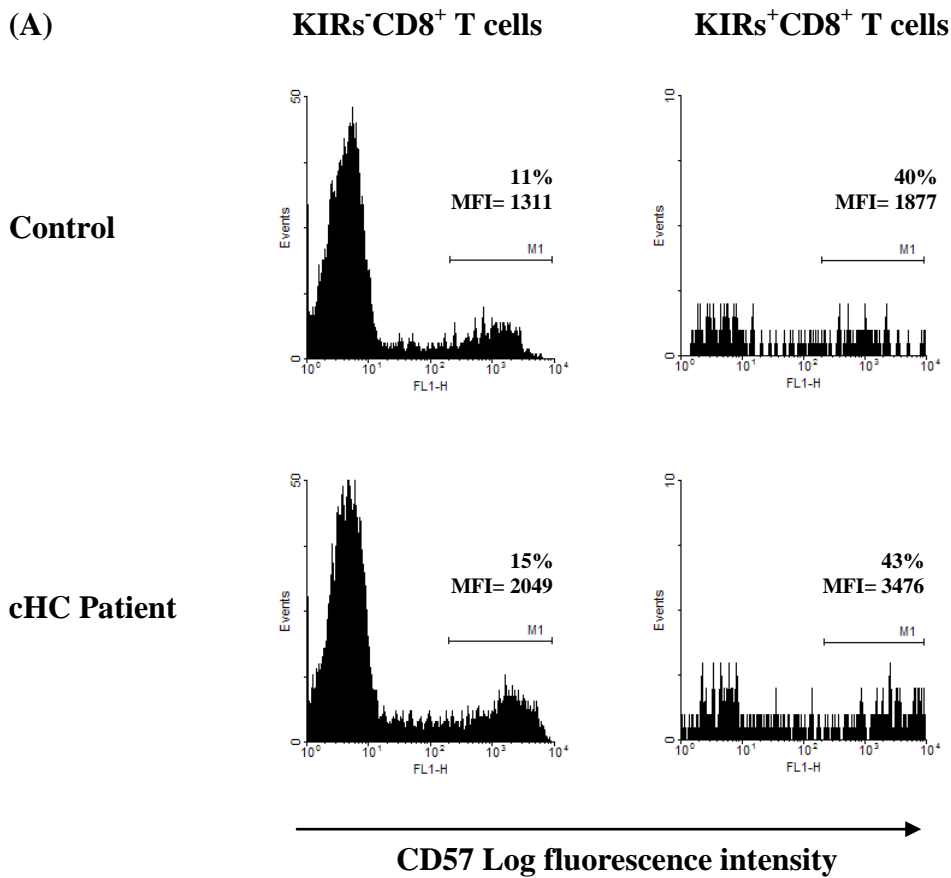 (A)
KIRs⁻CD8⁺ T cells
KIRs⁺CD8⁺ T cells
Control
50
Events
0
11%
MFI= 1311
M1
10⁰ 10¹ 10² 10³ 10⁴
FL1-H
10
Events
0
40%
MFI= 1877
M1
10⁰ 10¹ 10² 10³ 10⁴
FL1-H
cHC Patient
50
Events
0
15%
MFI= 2049
M1
10⁰ 10¹ 10² 10³ 10⁴
FL1-H
10
Events
0
43%
MFI= 3476
M1
10⁰ 10¹ 10² 10³ 10⁴
FL1-H
CD57 Log fluorescence intensity